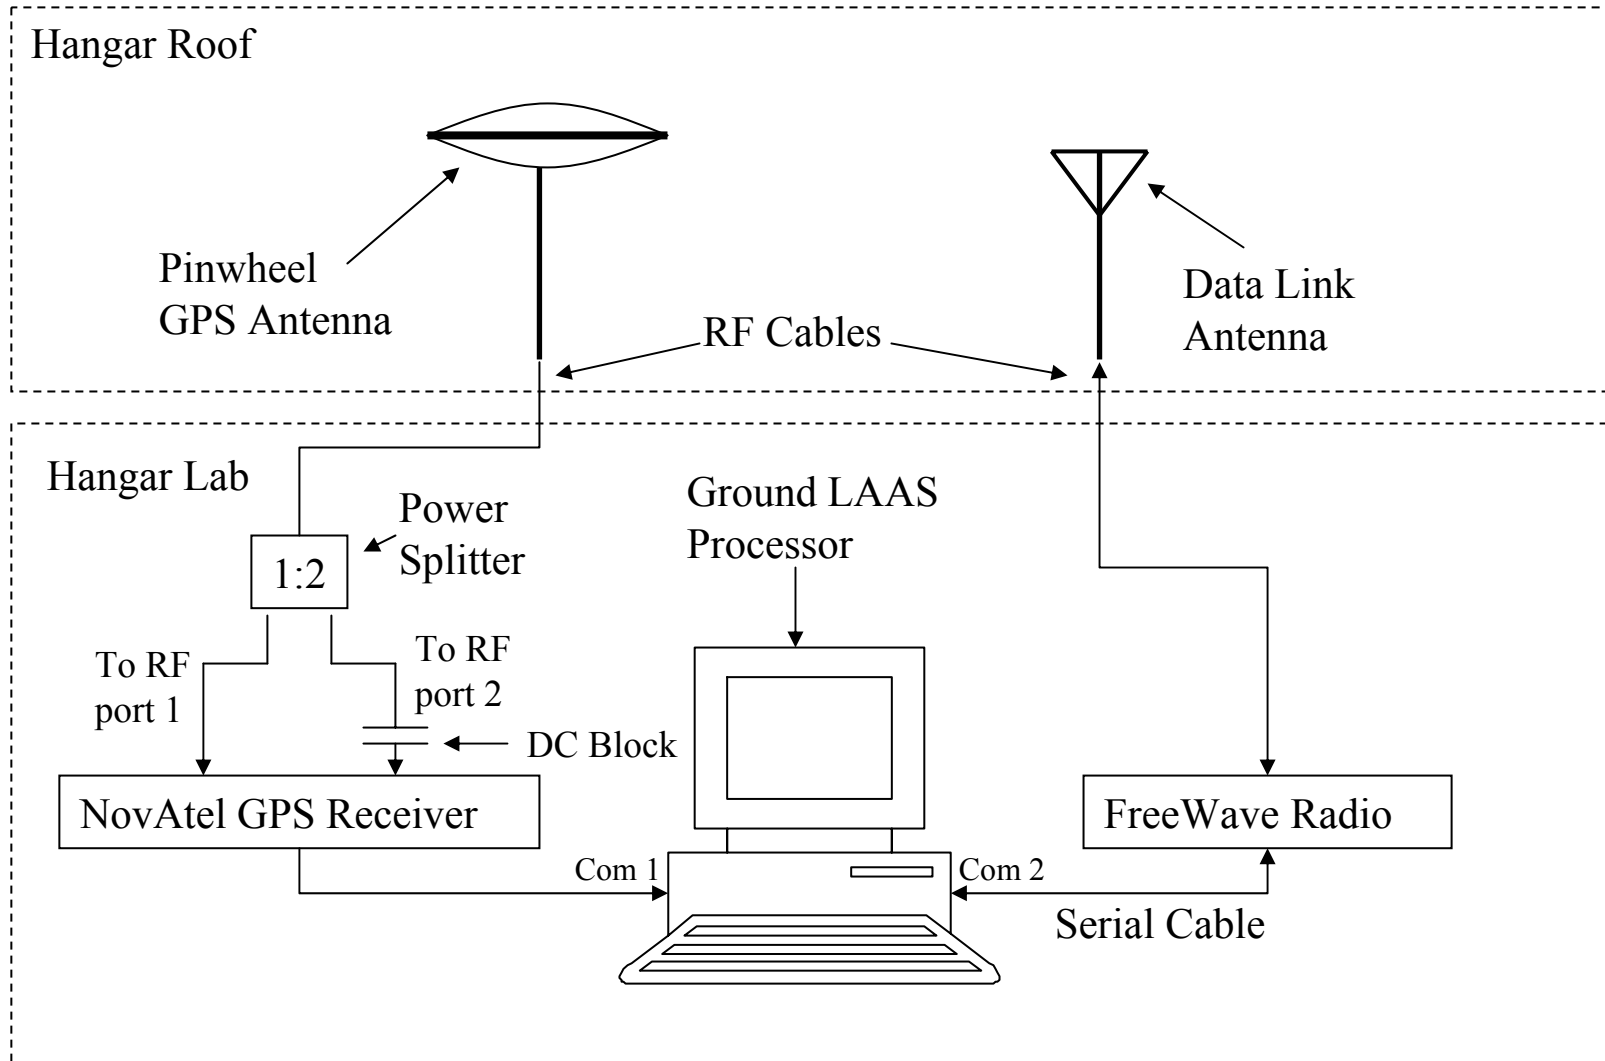 Hangar Roof
Pinwheel
GPS Antenna
RF Cables
Data Link
Antenna
Hangar Lab
Power
Splitter
1:2
Ground LAAS
Processor
To RF
port 1
To RF
port 2
DC Block
NovAtel GPS Receiver
FreeWave Radio
Com 1
Com 2
Serial Cable